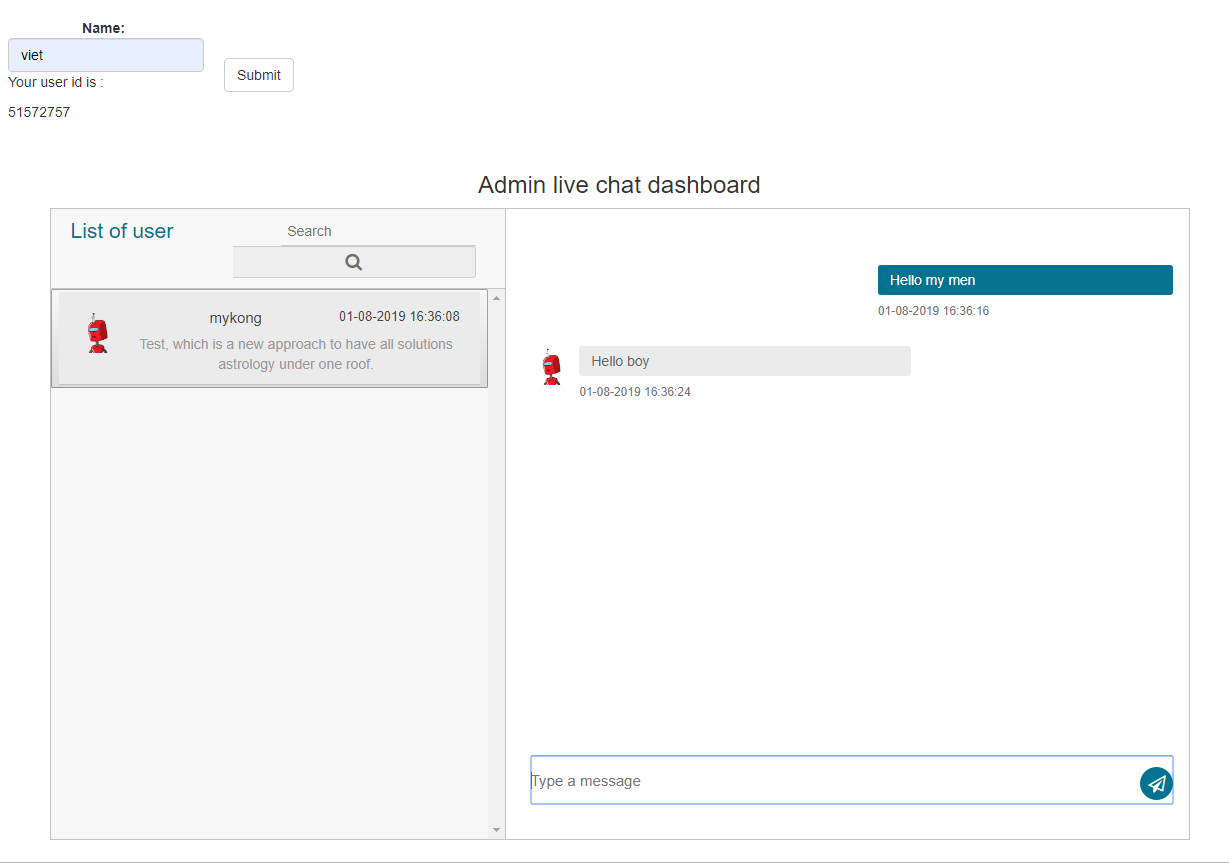 Name:
viet
Your user id is :
Submit
51572757
Admin live chat dashboard
List of user
Search
mykong
01-08-2019 16:36:08
Test, which is a new approach to have all solutions
astrology under one roof.
Hello my men
01-08-2019 16:36:16
Hello boy
01-08-2019 16:36:24
Type a message